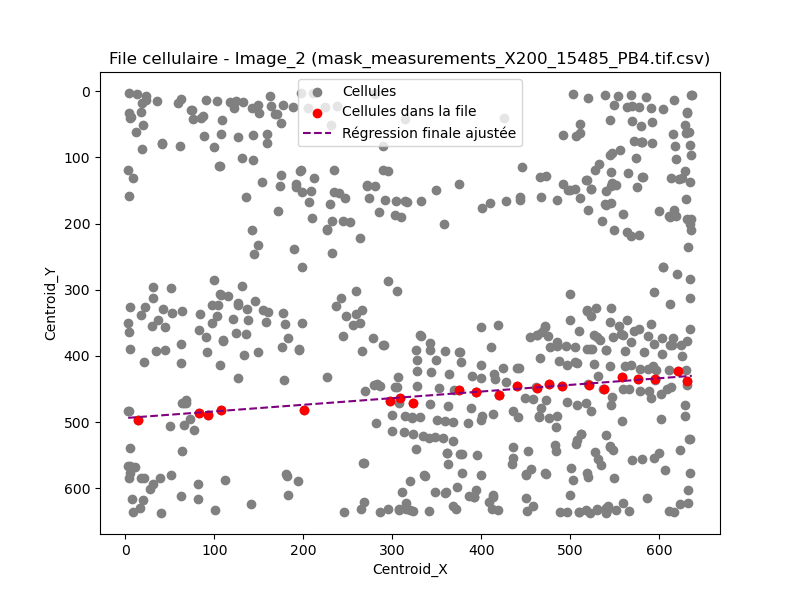 File cellulaire - Image_2 (mask_measurements_X200_15485_PB4.tif.csv)
Cellules
Cellules dans la file
Régression finale ajustée
Centroid_Y
0
100
200
300
400
500
600
0 100 200 300 400 500 600
Centroid_X